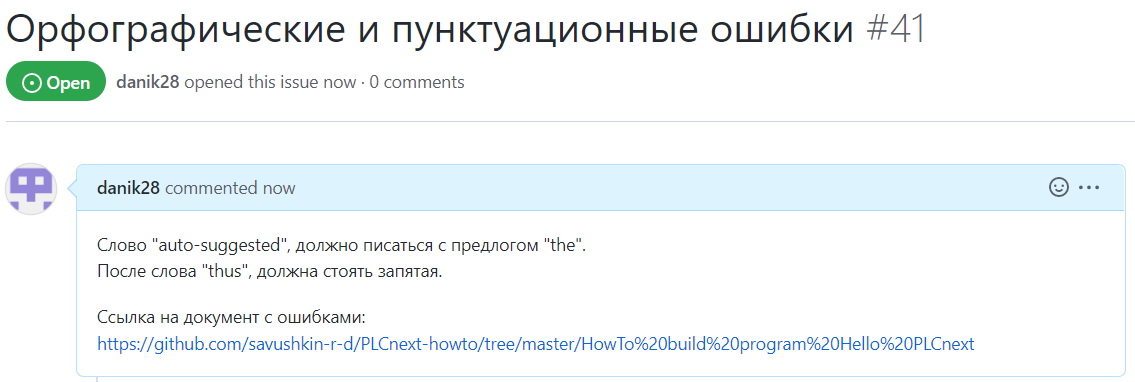 Орфографические и пунктуационные ошибки #41
Open danik28 opened this issue now · 0 comments
danik28 commented now
Слово "auto-suggested", должно писаться с предлогом "the".
После слова "thus", должна стоять запятая.
Ссылка на документ с ошибками:
https://github.com/savushkin-r-d/PLCnext-howto/tree/master/HowTo%20build%20program%20Hello%20PLCnext